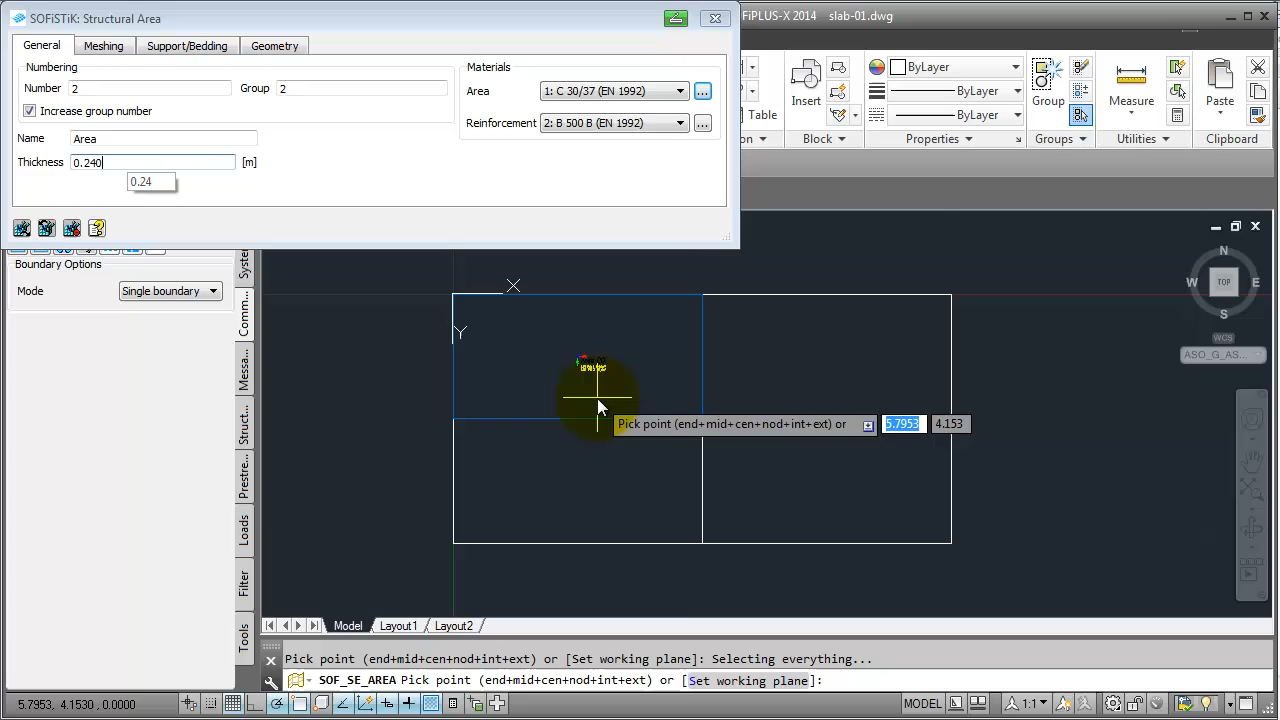 SOFiSTiK: Structural Area
FiPLUS-X 2014 slab-01.dwg
General Meshing Support/Bedding Geometry
Numbering
Number 2 Group 2
Increase group number
Name Area
Thickness 0.240 [m]
0.24
Materials
Area 1: C 30/37 (EN 1992) ...
Reinforcement 2: B 500 B (EN 1992) ...
Insert
Table
Block
ByLayer
ByLayer
ByLayer
Properties
Group
Groups
Measure
Utilities
Paste
Clipboard
Boundary Options
Mode Single boundary
Syster
Comm...
Messa...
Struct...
Prestre...
Loads
Filter
Tools
X
Y
N
W TOP E
S
WCS
ASO_G_AS...
Pick point (end+mid+cen+nod+int+ext) or 5.7953 4.153
Model Layout1 Layout2
Pick point (end+mid+cen+nod+int+ext) or [Set working plane]: Selecting everything...
SOF_SE_AREA Pick point (end+mid+cen+nod+int+ext) or [Set working plane]:
5.7953, 4.1530, 0.0000
MODEL
1:1